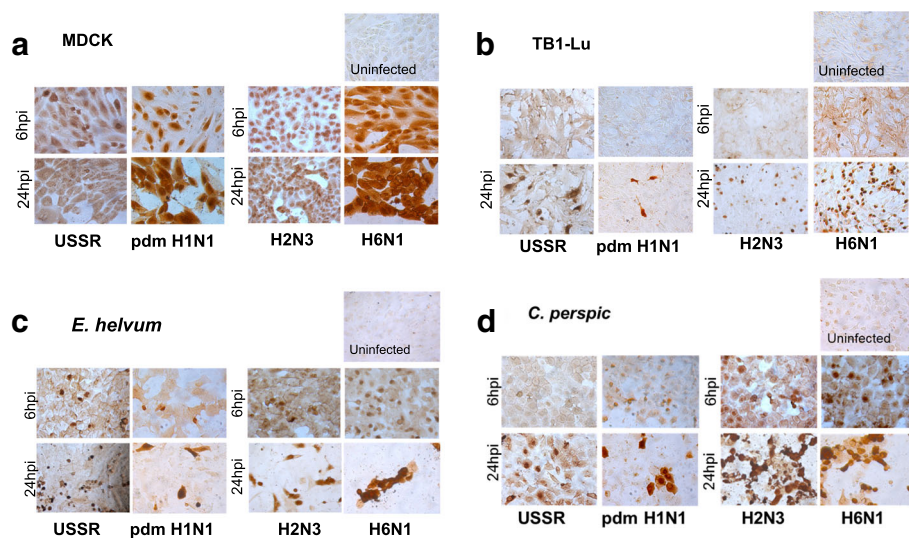 a MDCK
Uninfected
6hpi 6hpi
24hpi 24hpi
USSR pdm H1N1 H2N3 H6N1
b TB1-Lu
Uninfected
6hpi 6hpi
24hpi 24hpi
USSR pdm H1N1 H2N3 H6N1
c E. helvum
Uninfected
6hpi 6hpi
24hpi 24hpi
USSR pdm H1N1 H2N3 H6N1
d C. perspic
Uninfected
6hpi 6hpi
24hpi 24hpi
USSR pdm H1N1 H2N3 H6N1